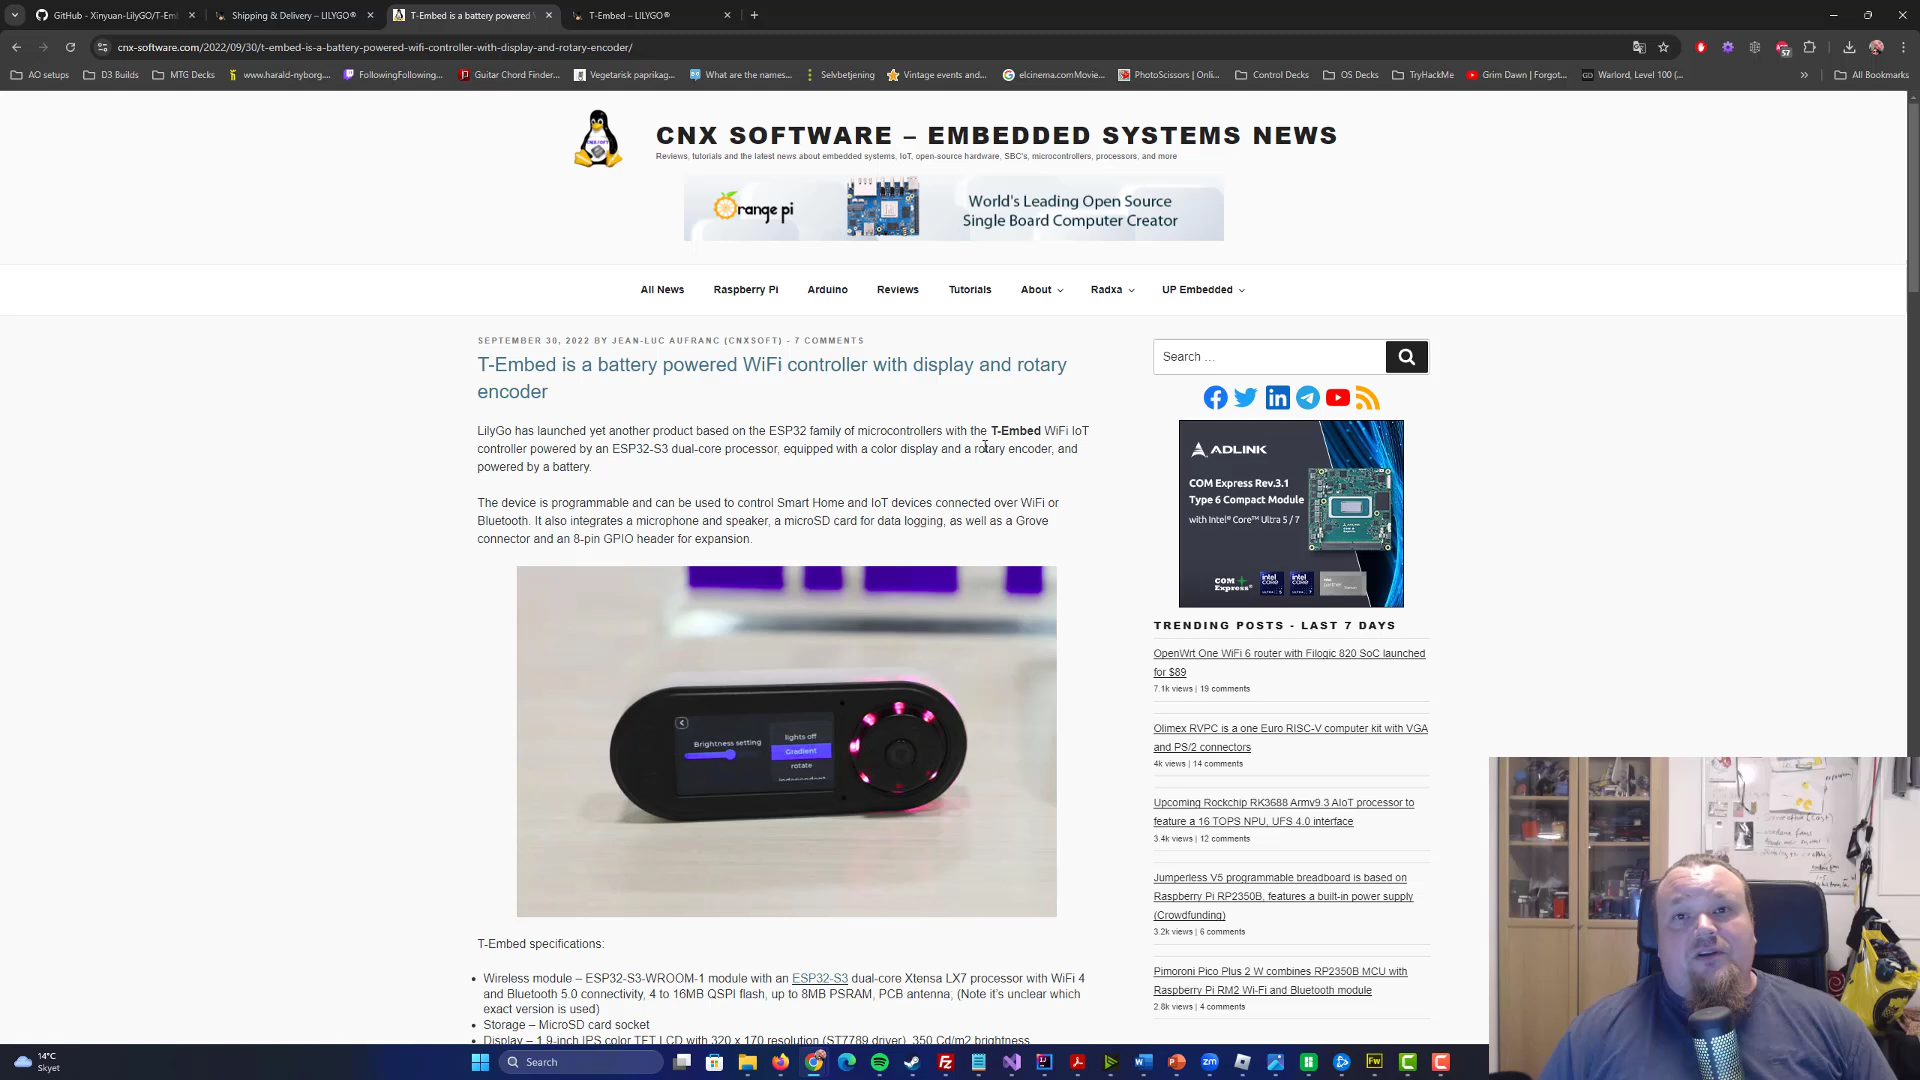 GitHub - Xinyuan-LilyGO/T-Em
Shipping & Delivery – LILYGO®
T-Embed is a battery powered
T-Embed – LILYGO®
cnx-software.com/2022/09/30/t-embed-is-a-battery-powered-wifi-controller-with-display-and-rotary-encoder/
57
AO setups
D3 Builds
MTG Decks
www.harald-nyborg....
FollowingFollowing...
Guitar Chord Finder...
Vegetarisk paprikag...
What are the names...
Selvbetjening
Vintage events and...
elcinema.comMovie...
PhotoScissors | Onli...
Control Decks
OS Decks
TryHackMe
Grim Dawn | Forgot...
Warlord, Level 100 (...
All Bookmarks
CNX SOFTWARE – EMBEDDED SYSTEMS NEWS
Reviews, tutorials and the latest news about embedded systems, IoT, open-source hardware, SBC's, microcontrollers, processors, and more
range pi
World's Leading Open Source
Single Board Computer Creator
All News
Raspberry Pi
Arduino
Reviews
Tutorials
About
Radxa
UP Embedded
SEPTEMBER 30, 2022 BY JEAN-LUC AUFRANC (CNXSOFT) - 7 COMMENTS
T-Embed is a battery powered WiFi controller with display and rotary
encoder
LilyGo has launched yet another product based on the ESP32 family of microcontrollers with the T-Embed WiFi IoT
controller powered by an ESP32-S3 dual-core processor, equipped with a color display and a rotary encoder, and
powered by a battery.
The device is programmable and can be used to control Smart Home and IoT devices connected over WiFi or
Bluetooth. It also integrates a microphone and speaker, a microSD card for data logging, as well as a Grove
connector and an 8-pin GPIO header for expansion.
Brightness setting
lights off
Gradient
rotate
T-Embed specifications:
Wireless module – ESP32-S3-WROOM-1 module with an ESP32-S3 dual-core Xtensa LX7 processor with WiFi 4
and Bluetooth 5.0 connectivity, 4 to 16MB QSPI flash, up to 8MB PSRAM, PCB antenna; (Note it's unclear which
exact version is used)
Storage – MicroSD card socket
Display – 1.9-inch IPS color TFT LCD with 320 x 170 resolution (ST7789 driver), 350 Cd/m2 brightness
Search …
ADLINK
COM Express Rev.3.1
Type 6 Compact Module
with Intel® Core™ Ultra 5 / 7
COM
Express
TRENDING POSTS - LAST 7 DAYS
OpenWrt One WiFi 6 router with Filogic 820 SoC launched
for $89
7.1k views | 19 comments
Olimex RVPC is a one Euro RISC-V computer kit with VGA
and PS/2 connectors
4k views | 14 comments
Upcoming Rockchip RK3688 Armv9.3 AIoT processor to
feature a 16 TOPS NPU, UFS 4.0 interface
3.4k views | 12 comments
Jumperless V5 programmable breadboard is based on
Raspberry Pi RP2350B, features a built-in power supply
(Crowdfunding)
3.2k views | 6 comments
Pimoroni Pico Plus 2 W combines RP2350B MCU with
Raspberry Pi RM2 Wi-Fi and Bluetooth module
2.8k views | 4 comments
14°C
Skyet
Search